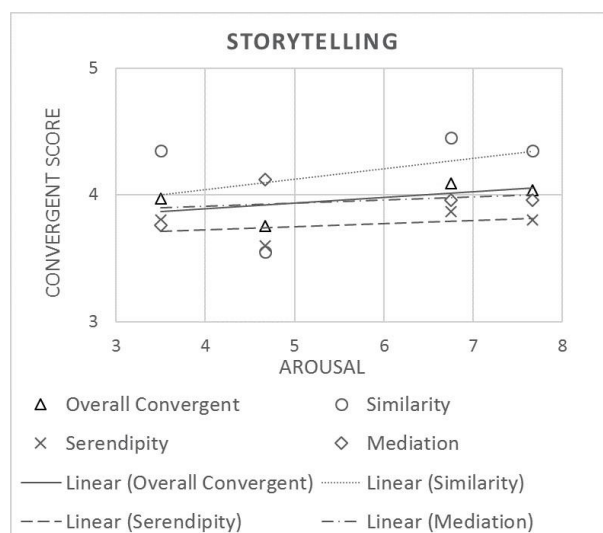 STORYTELLING
5
4
3
CONVERGENT SCORE
3 4 5 6 7 8
AROUSAL
Overall Convergent Similarity
Serendipity Mediation
Linear (Overall Convergent) Linear (Similarity)
Linear (Serendipity) Linear (Mediation)